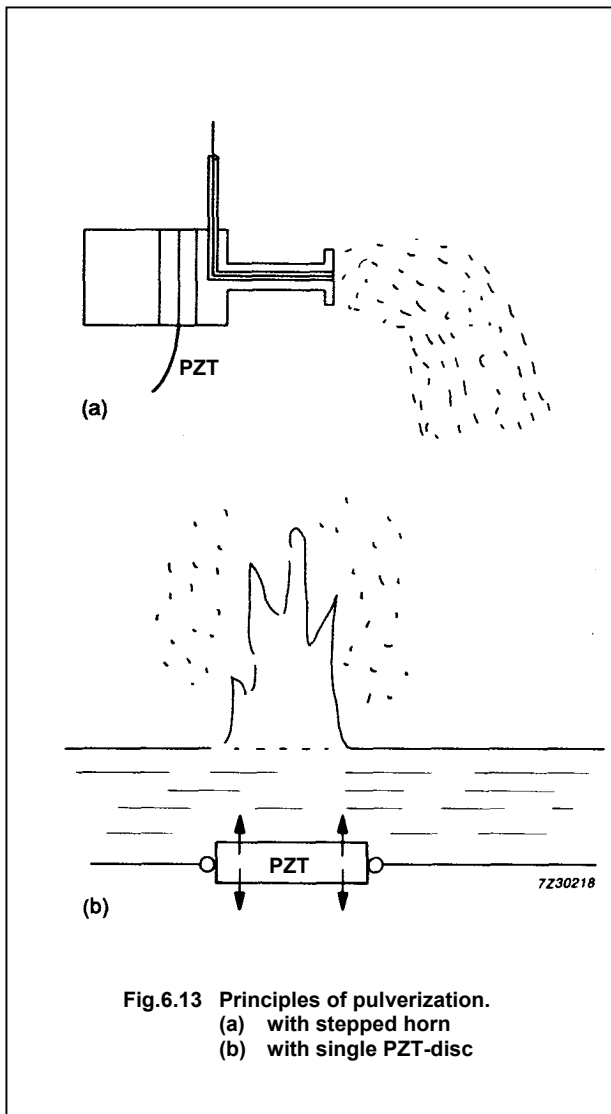 PZT
(a)
PZT
7Z30218
(b)
Fig.6.13 Principles of pulverization.
(a) with stepped horn
(b) with single PZT-disc